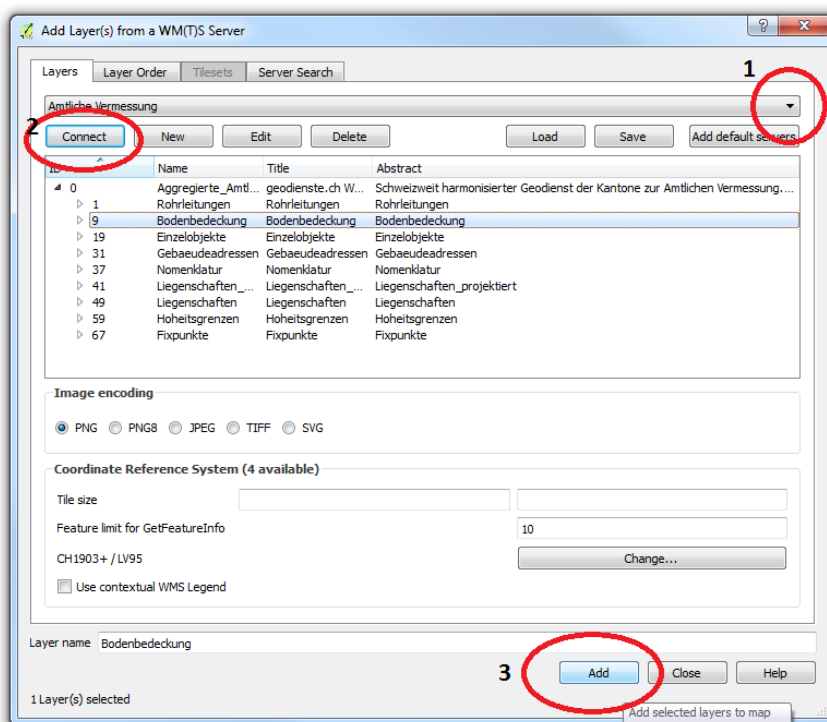 Add Layer(s) from a WM(T)S Server
Layers Layer Order Tilesets Server Search
1
Amtliche Vermessung
2
Connect New Edit Delete Load Save Add default servers
ID Name Title Abstract
0 Aggregierte_Amtl... geodienste.ch W... Schweizweit harmonisierter Geodienst der Kantone zur Amtlichen Vermessung....
1 Rohrleitungen Rohrleitungen Rohrleitungen
9 Bodenbedeckung Bodenbedeckung Bodenbedeckung
19 Einzelobjekte Einzelobjekte Einzelobjekte
31 Gebaeudeadressen Gebaeudeadressen Gebaeudeadressen
37 Nomenklatur Nomenklatur Nomenklatur
41 Liegenschaften_... Liegenschaften_... Liegenschaften_projektiert
49 Liegenschaften Liegenschaften Liegenschaften
59 Hoheitsgrenzen Hoheitsgrenzen Hoheitsgrenzen
67 Fixpunkte Fixpunkte Fixpunkte
Image encoding
PNG PNG8 JPEG TIFF SVG
Coordinate Reference System (4 available)
Tile size
Feature limit for GetFeatureInfo 10
CH1903+ / LV95 Change...
Use contextual WMS Legend
Layer name Bodenbedeckung
3 Add Close Help
1 Layer(s) selected
Add selected layers to map